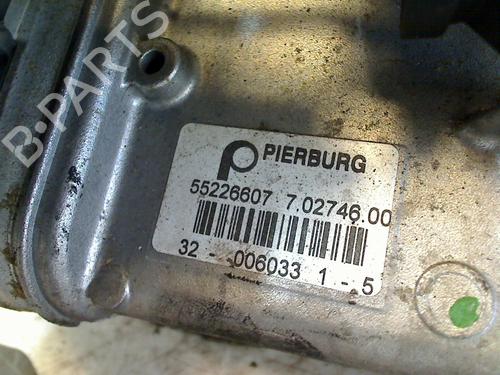 B-PARTS
PIERBURG
55226607 7.02746.00
32- 006033 1 - 5